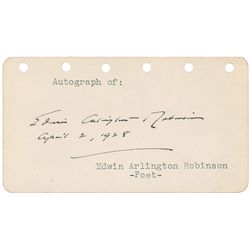 Autograph of:
Edwin Arlington Robinson
April 2, 1928
Edwin Arlington Robinson
-Poet-